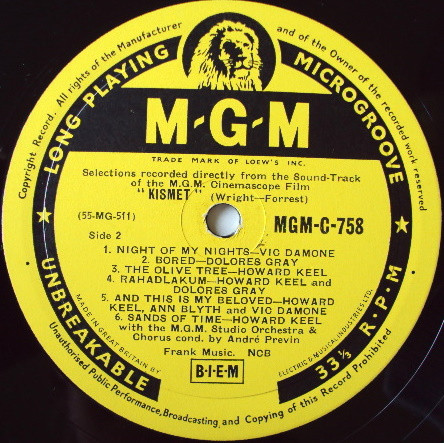 Copyright Record. All rights of the Manufacturer and of the Owner of the recorded work reserved
LONG PLAYING
MICROGROOVE
M-G-M
TRADE MARK OF LOEW'S INC.
Selections recorded directly from the Sound-Track
of the M.G.M. Cinemascope Film
"KISMET" (Wright—Forrest)
(55-MG-511)
MGM-C-758
Side 2
1. NIGHT OF MY NIGHTS—VIC DAMONE
2. BORED—DOLORES GRAY
3. THE OLIVE TREE—HOWARD KEEL
4. RAHADLAKUM—HOWARD KEEL and
DOLORES GRAY
5. AND THIS IS MY BELOVED—HOWARD
KEEL, ANN BLYTH and VIC DAMONE
6. SANDS OF TIME—HOWARD KEEL
with the M.G.M. Studio Orchestra &
Chorus cond. by André Previn
Frank Music. NCB
B·I·E·M
★ UNBREAKABLE
★ 33⅓ R·P·M
MADE IN GREAT BRITAIN BY
ELECTRIC & MUSICAL INDUSTRIES LTD.
Unauthorised Public Performance, Broadcasting and Copying of this Record Prohibited